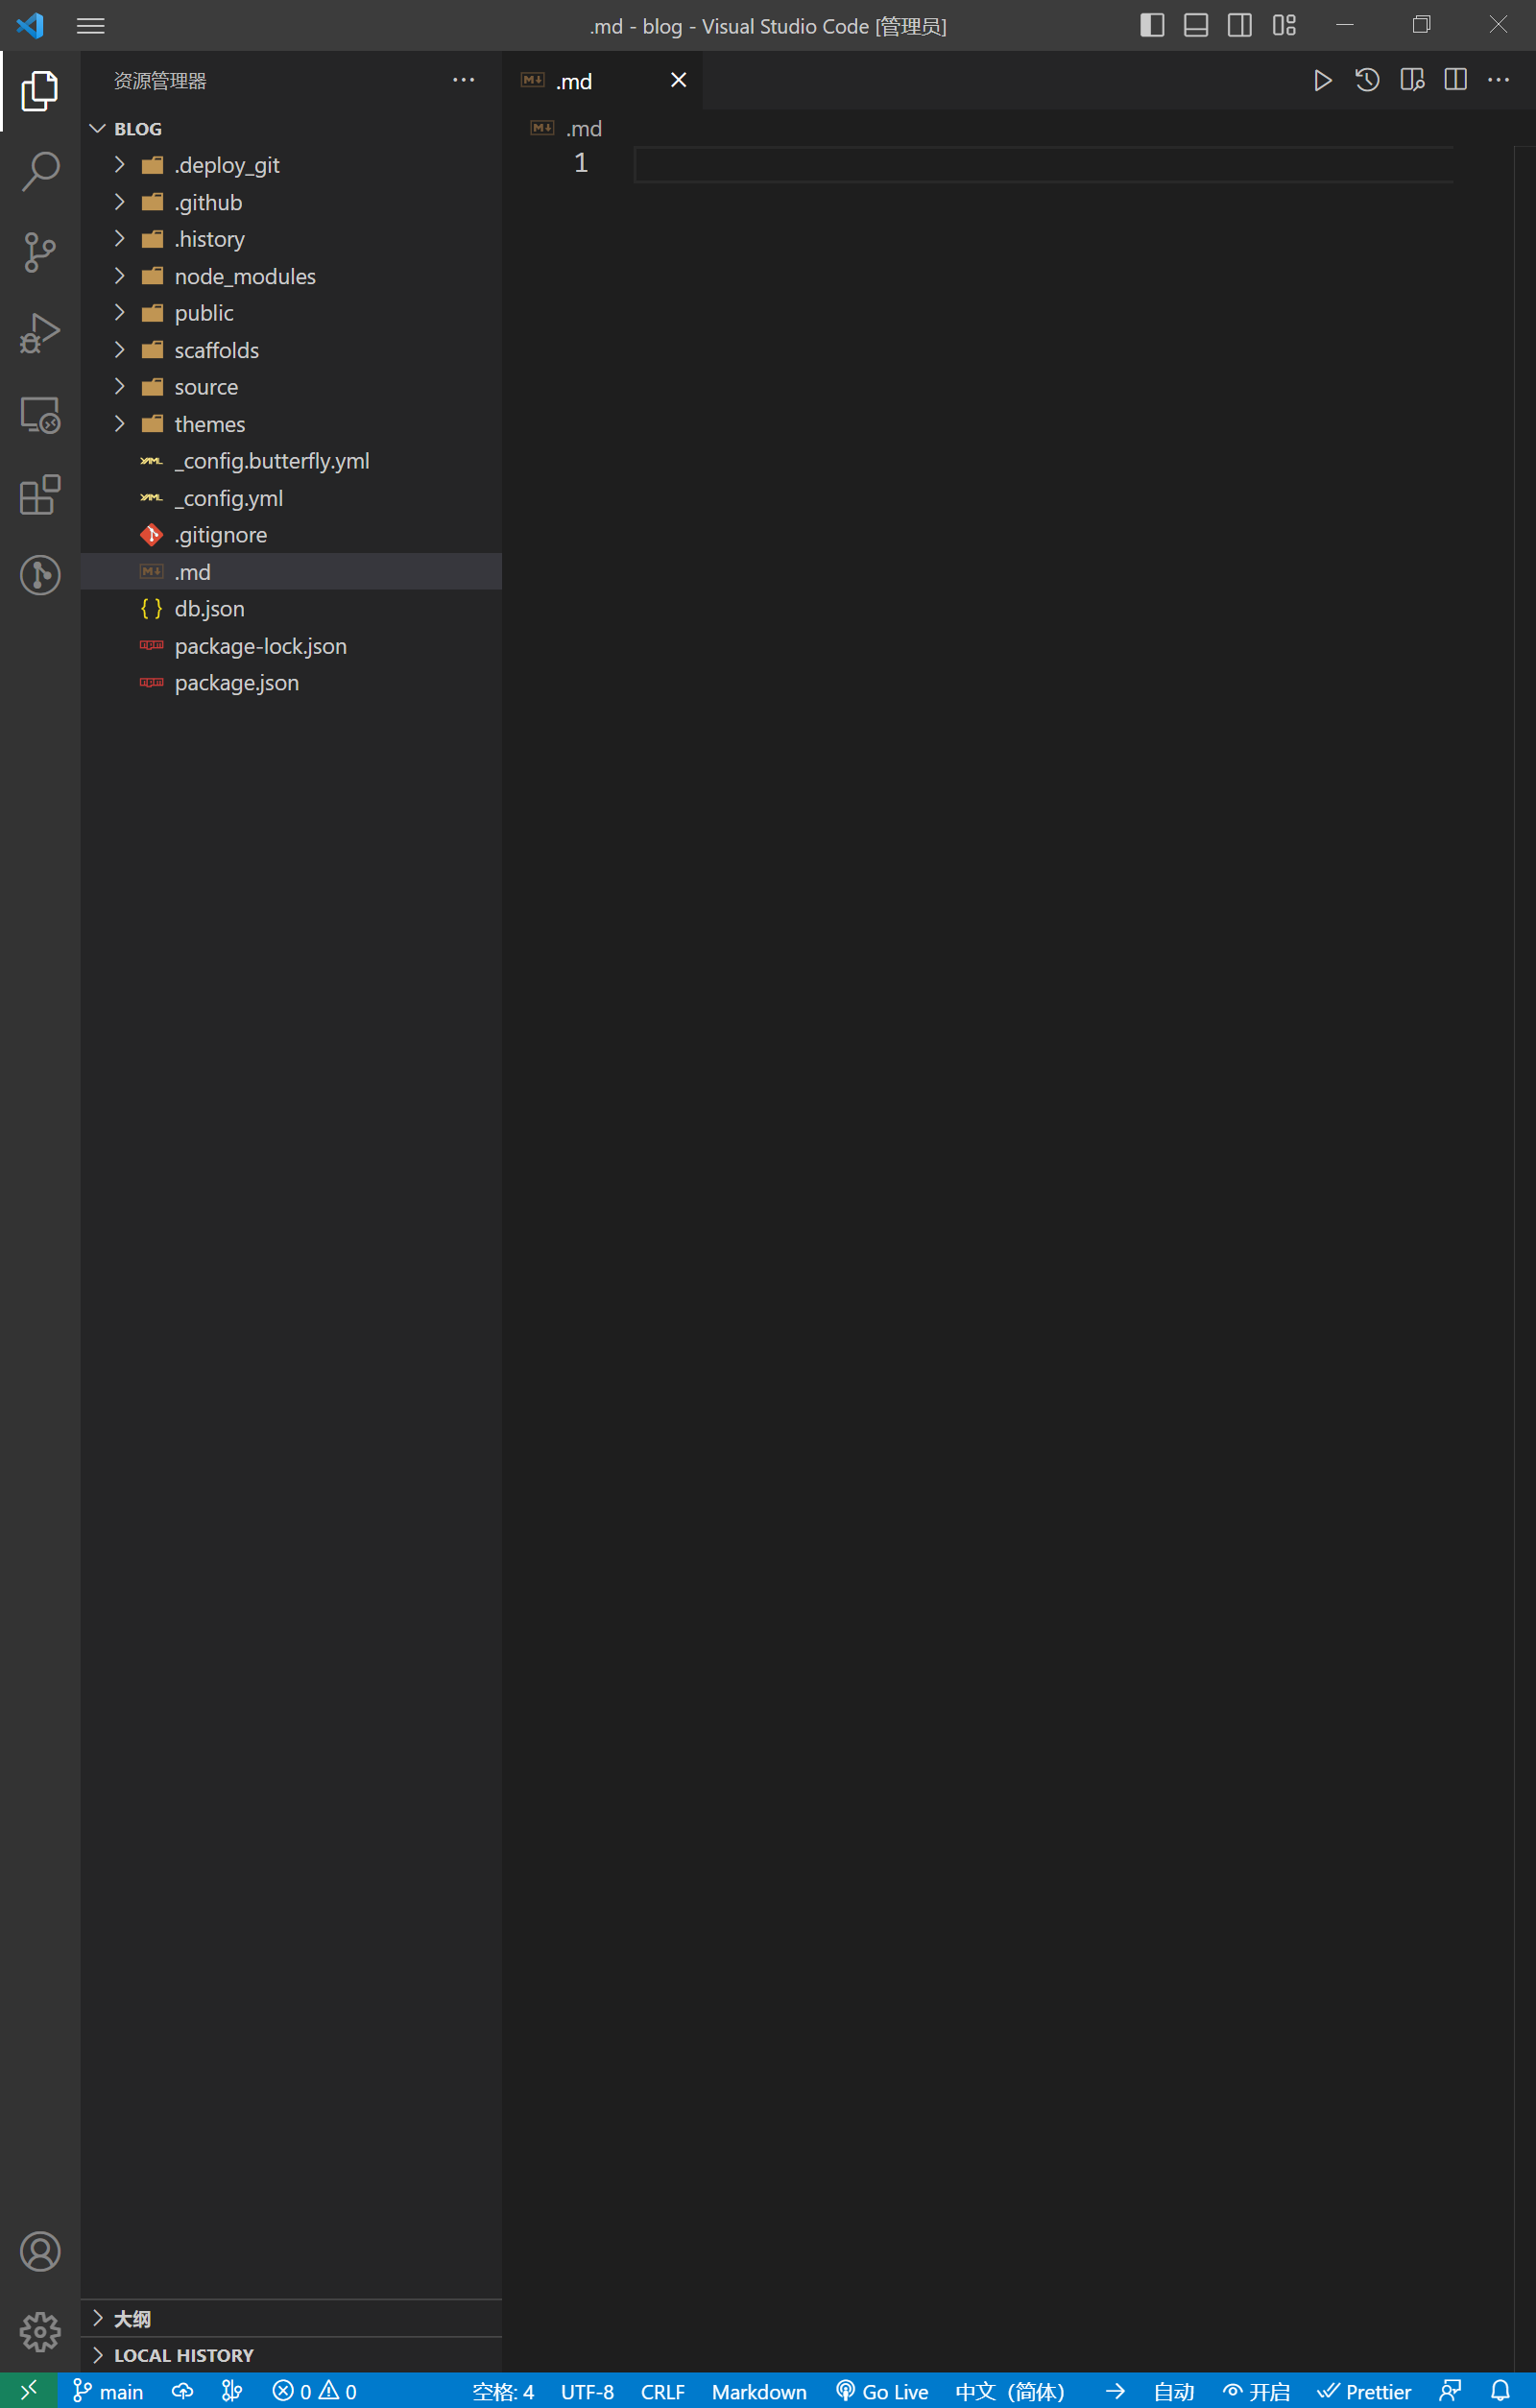 .md - blog - Visual Studio Code [管理员]
资源管理器
BLOG
.deploy_git
.github
.history
node_modules
public
scaffolds
source
themes
_config.butterfly.yml
_config.yml
.gitignore
.md
db.json
package-lock.json
package.json
大纲
LOCAL HISTORY
.md
.md
1
main
0
0
空格: 4
UTF-8
CRLF
Markdown
Go Live
中文（简体）
自动
开启
Prettier